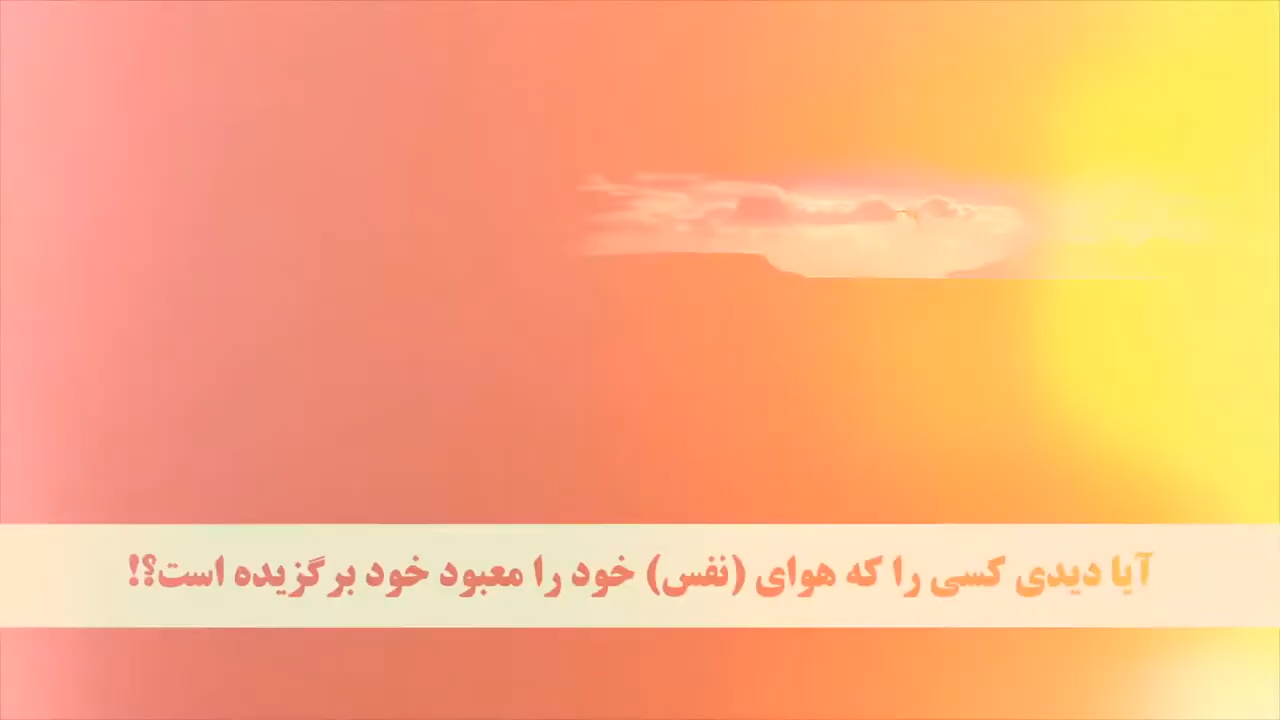 آیا دیدی کسی را که هوای (نفس) خود را معبود خود برگزیده است؟!